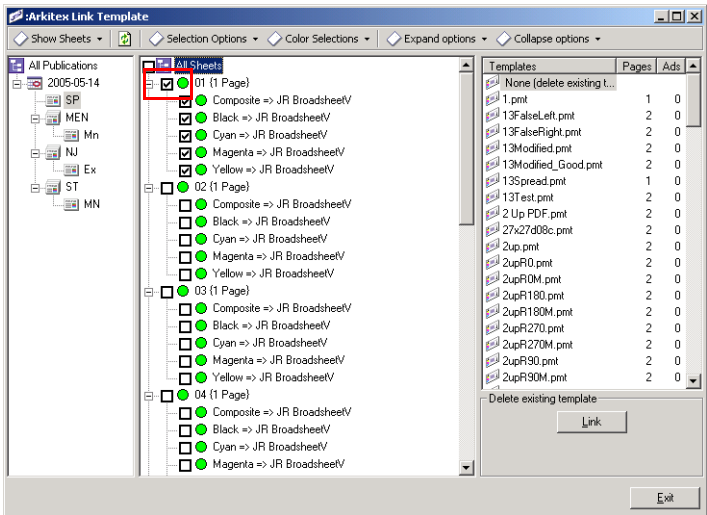 :Arkitex Link Template
Show Sheets
Selection Options
Color Selections
Expand options
Collapse options
All Publications
2005-05-14
SP
MEN
Mn
NJ
Ex
ST
MN
All Sheets
01 {1 Page}
Composite => JR BroadsheetV
Black => JR BroadsheetV
Cyan => JR BroadsheetV
Magenta => JR BroadsheetV
Yellow => JR BroadsheetV
02 {1 Page}
Composite => JR BroadsheetV
Black => JR BroadsheetV
Cyan => JR BroadsheetV
Magenta => JR BroadsheetV
Yellow => JR BroadsheetV
03 {1 Page}
Composite => JR BroadsheetV
Black => JR BroadsheetV
Cyan => JR BroadsheetV
Magenta => JR BroadsheetV
Yellow => JR BroadsheetV
04 {1 Page}
Composite => JR BroadsheetV
Black => JR BroadsheetV
Cyan => JR BroadsheetV
Magenta => JR BroadsheetV
Templates Pages Ads
None (delete existing t...
1.pmt 1 0
13FalseLeft.pmt 2 0
13FalseRight.pmt 2 0
13Modified.pmt 2 0
13Modified_Good.pmt 2 0
13Spread.pmt 1 0
13Test.pmt 2 0
2 Up PDF.pmt 2 0
27x27d08c.pmt 2 0
2up.pmt 2 0
2upR0.pmt 2 0
2upR0M.pmt 2 0
2upR180.pmt 2 0
2upR180M.pmt 2 0
2upR270.pmt 2 0
2upR270M.pmt 2 0
2upR90.pmt 2 0
2upR90M.pmt 2 0
Delete existing template
Link
Exit